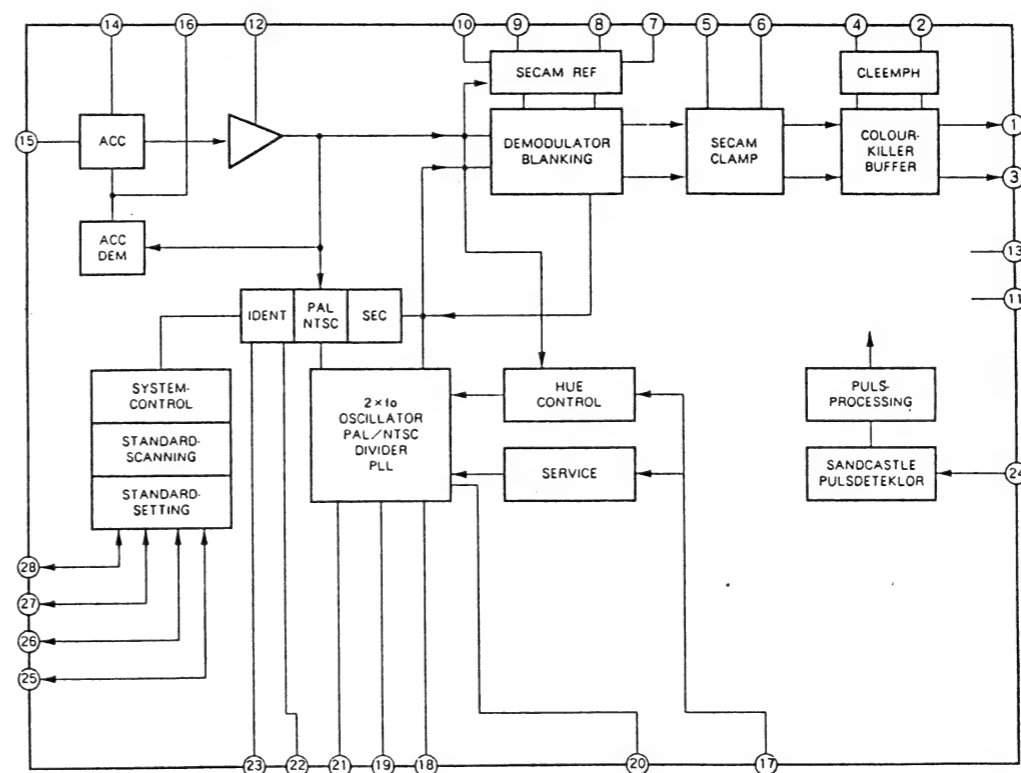 14
16
12
10
9
8
7
5
6
4
2
SECAM REF
CLEEMPH
15
ACC
DEMODULATOR
BLANKING
SECAM
CLAMP
COLOUR-
KILLER
BUFFER
1
3
ACC
DEM
13
11
IDENT
PAL
NTSC
SEC
SYSTEM-
CONTROL
STANDARD-
SCANNING
STANDARD-
SETTING
2×fo
OSCILLATOR
PAL/NTSC
DIVIDER
PLL
HUE
CONTROL
SERVICE
PULS-
PROCESSING
SANDCASTLE
PULSDETEKLOR
24
28
27
26
25
23
22
21
19
18
20
17